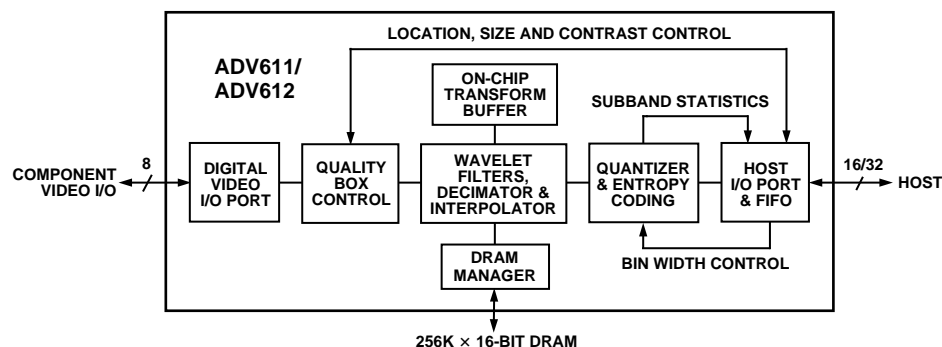 LOCATION, SIZE AND CONTRAST CONTROL
ADV611/
ADV612
ON-CHIP
TRANSFORM
BUFFER
SUBBAND STATISTICS
COMPONENT
VIDEO I/O
8
DIGITAL
VIDEO
I/O PORT
QUALITY
BOX
CONTROL
WAVELET
FILTERS,
DECIMATOR &
INTERPOLATOR
QUANTIZER
& ENTROPY
CODING
HOST
I/O PORT
& FIFO
16/32
HOST
DRAM
MANAGER
BIN WIDTH CONTROL
256K × 16-BIT DRAM